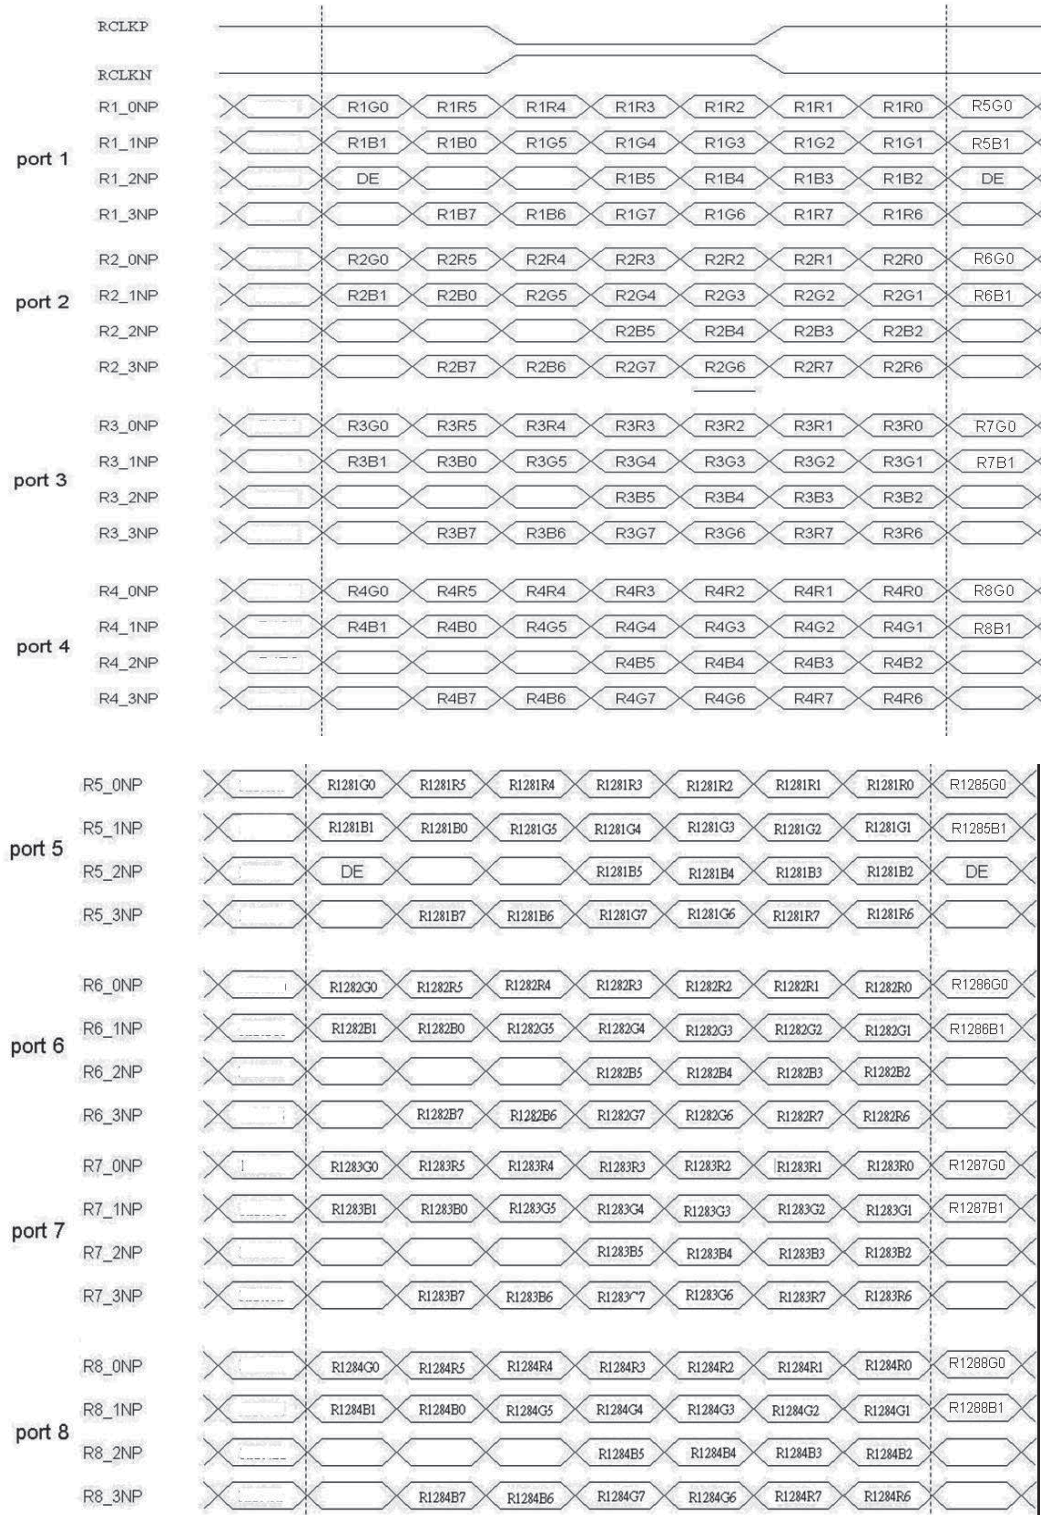 RCLKP
RCLKN
port 1
R1_0NP R1G0 R1R5 R1R4 R1R3 R1R2 R1R1 R1R0 R5G0
R1_1NP R1B1 R1B0 R1G5 R1G4 R1G3 R1G2 R1G1 R5B1
R1_2NP DE R1B5 R1B4 R1B3 R1B2 DE
R1_3NP R1B7 R1B6 R1G7 R1G6 R1R7 R1R6
port 2
R2_0NP R2G0 R2R5 R2R4 R2R3 R2R2 R2R1 R2R0 R6G0
R2_1NP R2B1 R2B0 R2G5 R2G4 R2G3 R2G2 R2G1 R6B1
R2_2NP R2B5 R2B4 R2B3 R2B2
R2_3NP R2B7 R2B6 R2G7 R2G6 R2R7 R2R6
port 3
R3_0NP R3G0 R3R5 R3R4 R3R3 R3R2 R3R1 R3R0 R7G0
R3_1NP R3B1 R3B0 R3G5 R3G4 R3G3 R3G2 R3G1 R7B1
R3_2NP R3B5 R3B4 R3B3 R3B2
R3_3NP R3B7 R3B6 R3G7 R3G6 R3R7 R3R6
port 4
R4_0NP R4G0 R4R5 R4R4 R4R3 R4R2 R4R1 R4R0 R8G0
R4_1NP R4B1 R4B0 R4G5 R4G4 R4G3 R4G2 R4G1 R8B1
R4_2NP R4B5 R4B4 R4B3 R4B2
R4_3NP R4B7 R4B6 R4G7 R4G6 R4R7 R4R6
port 5
R5_0NP R1281G0 R1281R5 R1281R4 R1281R3 R1281R2 R1281R1 R1281R0 R1285G0
R5_1NP R1281B1 R1281B0 R1281G5 R1281G4 R1281G3 R1281G2 R1281G1 R1285B1
R5_2NP DE R1281B5 R1281B4 R1281B3 R1281B2 DE
R5_3NP R1281B7 R1281B6 R1281G7 R1281G6 R1281R7 R1281R6
port 6
R6_0NP R1282G0 R1282R5 R1282R4 R1282R3 R1282R2 R1282R1 R1282R0 R1286G0
R6_1NP R1282B1 R1282B0 R1282G5 R1282G4 R1282G3 R1282G2 R1282G1 R1286B1
R6_2NP R1282B5 R1282B4 R1282B3 R1282B2
R6_3NP R1282B7 R1282B6 R1282G7 R1282G6 R1282R7 R1282R6
port 7
R7_0NP R1283G0 R1283R5 R1283R4 R1283R3 R1283R2 R1283R1 R1283R0 R1287G0
R7_1NP R1283B1 R1283B0 R1283G5 R1283G4 R1283G3 R1283G2 R1283G1 R1287B1
R7_2NP R1283B5 R1283B4 R1283B3 R1283B2
R7_3NP R1283B7 R1283B6 R1283G6 R1283R7 R1283R6
port 8
R8_0NP R1284G0 R1284R5 R1284R4 R1284R3 R1284R2 R1284R1 R1284R0 R1288G0
R8_1NP R1284B1 R1284B0 R1284G5 R1284G4 R1284G3 R1284G2 R1284G1 R1288B1
R8_2NP R1284B5 R1284B4 R1284B3 R1284B2
R8_3NP R1284B7 R1284B6 R1284G7 R1284G6 R1284R7 R1284R6